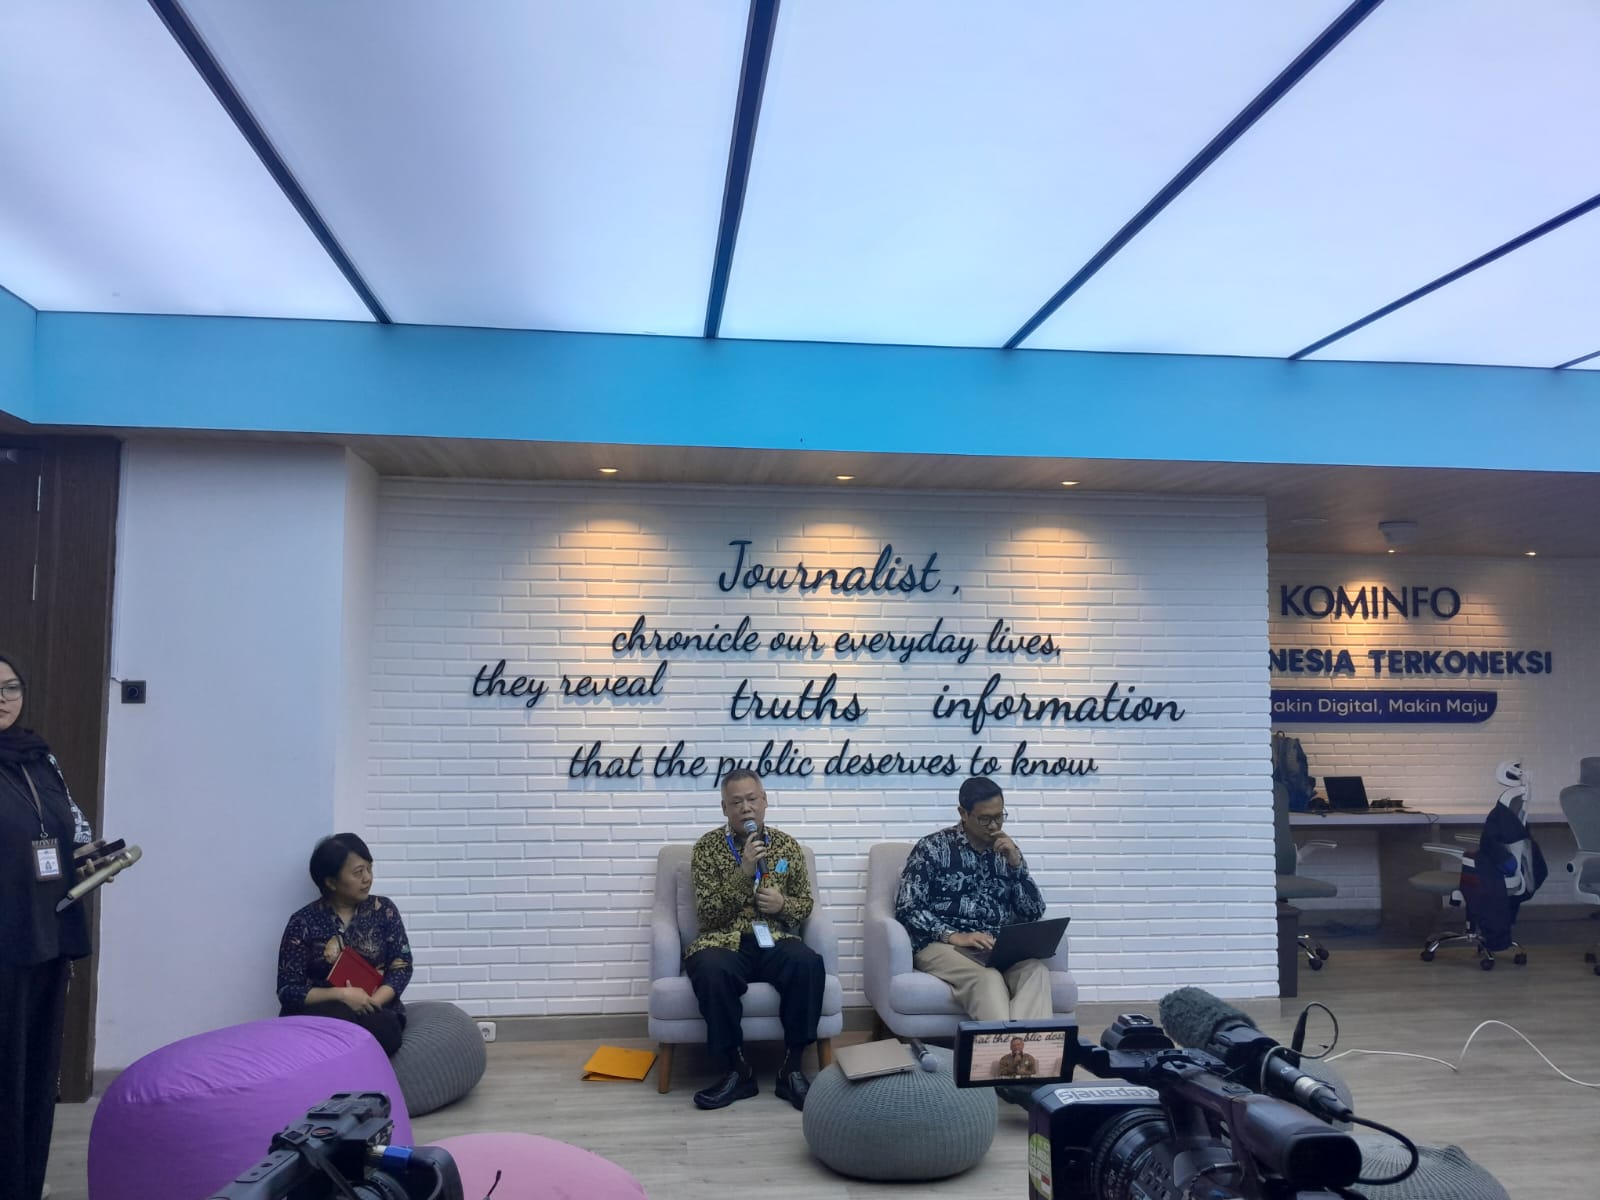 Journalist ,
chronicle our everyday lives,
they reveal truths information
that the public deserves to know
KOMINFO
NESIA TERKONEKSI
akin Digital, Makin Maju